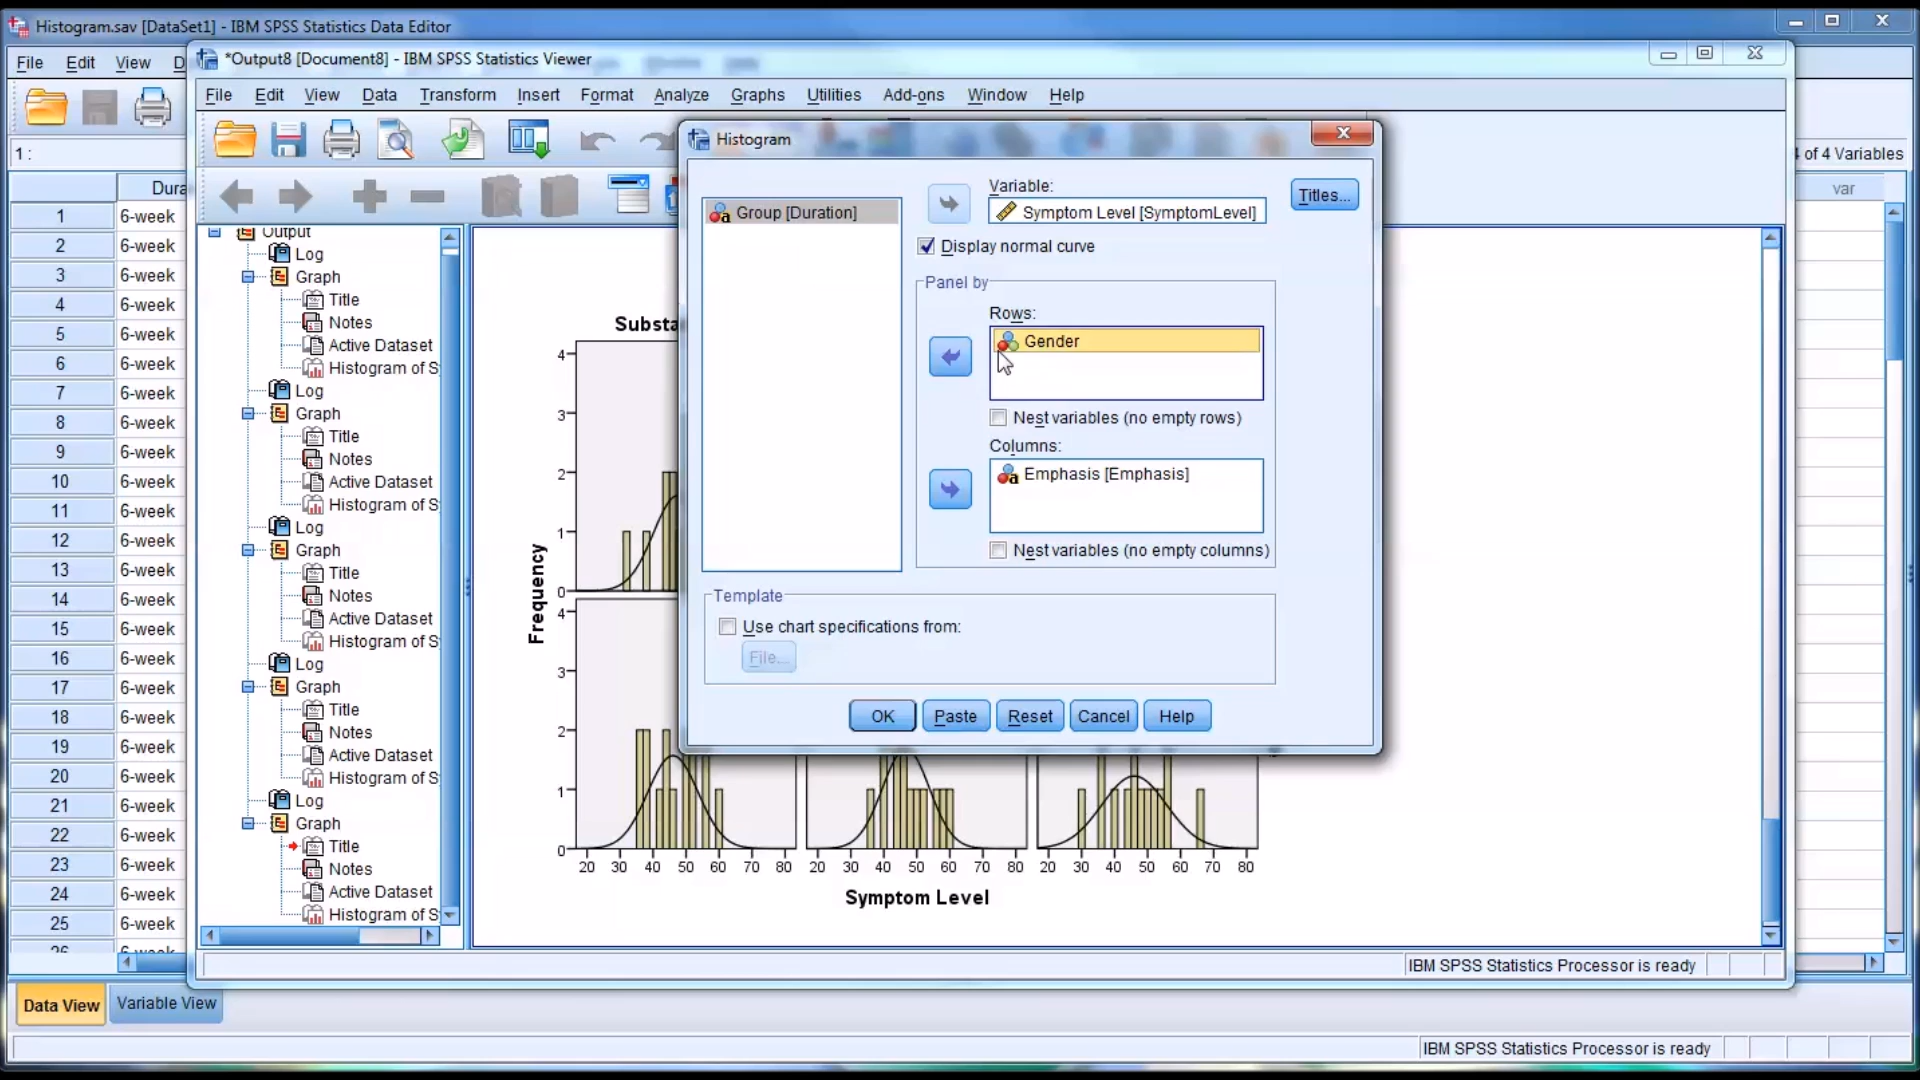 Histogram.sav [DataSet1] - IBM SPSS Statistics Data Editor
File Edit View D
*Output8 [Document8] - IBM SPSS Statistics Viewer
File Edit View Data Transform Insert Format Analyze Graphs Utilities Add-ons Window Help
1 :
of 4 Variables
Dura
var
1 6-week
2 6-week
3 6-week
4 6-week
5 6-week
6 6-week
7 6-week
8 6-week
9 6-week
10 6-week
11 6-week
12 6-week
13 6-week
14 6-week
15 6-week
16 6-week
17 6-week
18 6-week
19 6-week
20 6-week
21 6-week
22 6-week
23 6-week
24 6-week
25 6-week
26 6-week
Output
Log
Graph
Title
Notes
Active Dataset
Histogram of S
Log
Graph
Title
Notes
Active Dataset
Histogram of S
Log
Graph
Title
Notes
Active Dataset
Histogram of S
Log
Graph
Title
Notes
Active Dataset
Histogram of S
Log
Graph
Title
Notes
Active Dataset
Histogram of S
Substa
Frequency
4
3
2
1
0
4
3
2
1
0
20 30 40 50 60 70 80 20 30 40 50 60 70 80 20 30 40 50 60 70 80
Symptom Level
Histogram
Group [Duration]
Variable:
Symptom Level [SymptomLevel]
Titles...
Display normal curve
Panel by
Rows:
Gender
Nest variables (no empty rows)
Columns:
Emphasis [Emphasis]
Nest variables (no empty columns)
Template
Use chart specifications from:
File...
OK Paste Reset Cancel Help
IBM SPSS Statistics Processor is ready
Data View Variable View
IBM SPSS Statistics Processor is ready